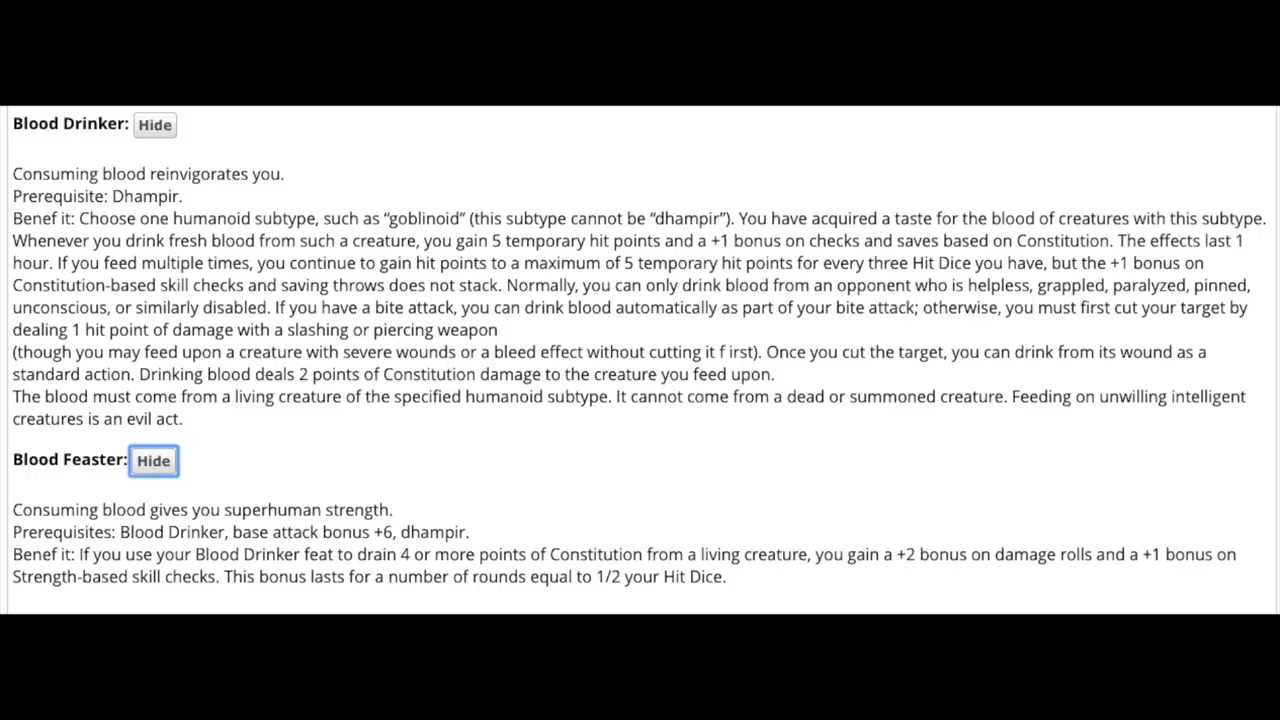 Blood Drinker: Hide
Consuming blood reinvigorates you.
Prerequisite: Dhampir.
Benef it: Choose one humanoid subtype, such as “goblinoid” (this subtype cannot be “dhampir”). You have acquired a taste for the blood of creatures with this subtype.
Whenever you drink fresh blood from such a creature, you gain 5 temporary hit points and a +1 bonus on checks and saves based on Constitution. The effects last 1
hour. If you feed multiple times, you continue to gain hit points to a maximum of 5 temporary hit points for every three Hit Dice you have, but the +1 bonus on
Constitution-based skill checks and saving throws does not stack. Normally, you can only drink blood from an opponent who is helpless, grappled, paralyzed, pinned,
unconscious, or similarly disabled. If you have a bite attack, you can drink blood automatically as part of your bite attack; otherwise, you must first cut your target by
dealing 1 hit point of damage with a slashing or piercing weapon
(though you may feed upon a creature with severe wounds or a bleed effect without cutting it f irst). Once you cut the target, you can drink from its wound as a
standard action. Drinking blood deals 2 points of Constitution damage to the creature you feed upon.
The blood must come from a living creature of the specified humanoid subtype. It cannot come from a dead or summoned creature. Feeding on unwilling intelligent
creatures is an evil act.
Blood Feaster: Hide
Consuming blood gives you superhuman strength.
Prerequisites: Blood Drinker, base attack bonus +6, dhampir.
Benef it: If you use your Blood Drinker feat to drain 4 or more points of Constitution from a living creature, you gain a +2 bonus on damage rolls and a +1 bonus on
Strength-based skill checks. This bonus lasts for a number of rounds equal to 1/2 your Hit Dice.